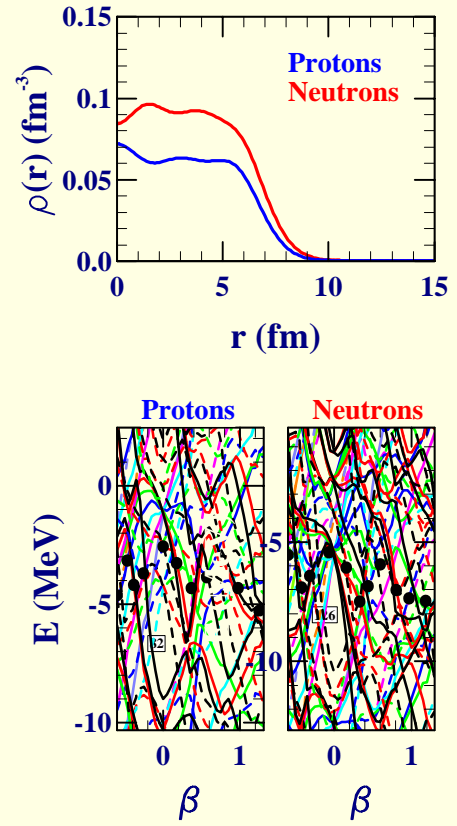 0.15
0.1
0.05
0.0
ρ(r) (fm-3)
Protons
Neutrons
0 5 10 15
r (fm)
Protons Neutrons
0
-5
-10
E (MeV)
82
-5
-10
126
0 1
0 1
β β